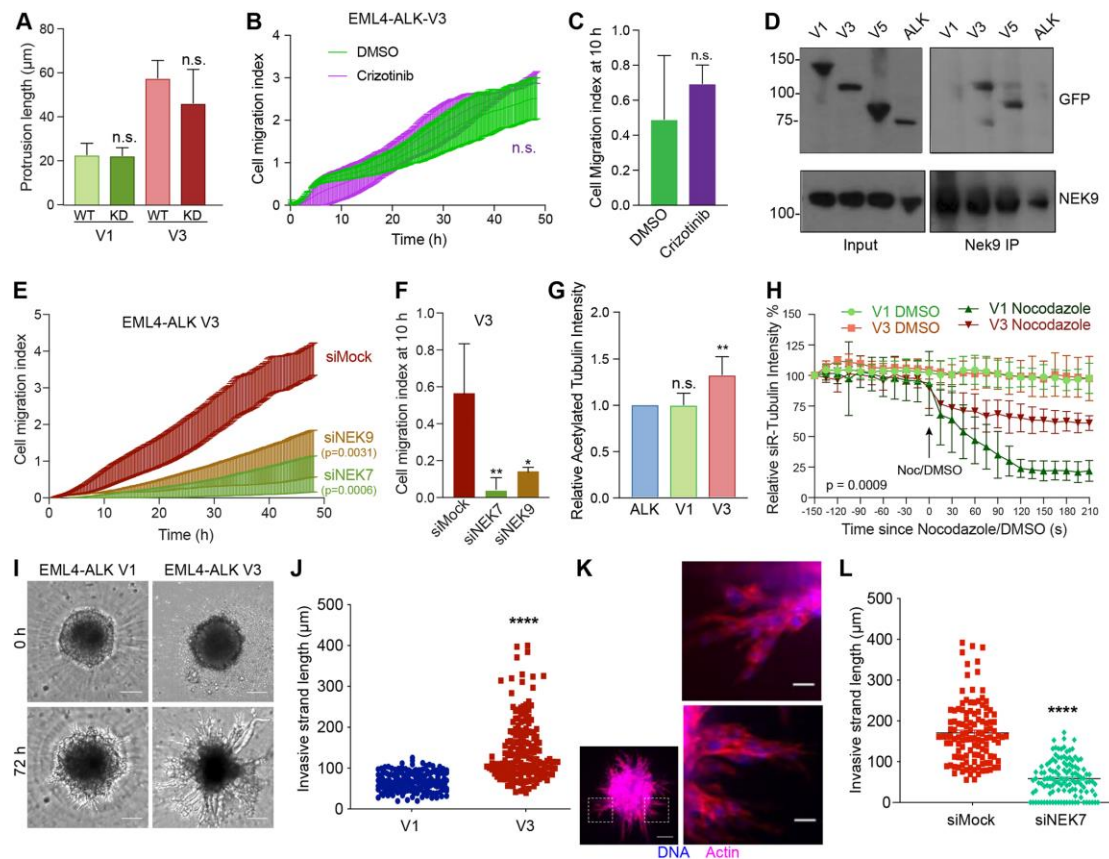 A
Protrusion length (µm)
80
60
40
20
0
n.s.
n.s.
WT KD WT KD
V1 V3
B
EML4-ALK-V3
DMSO
Crizotinib
Cell migration index
4
3
2
1
0
n.s.
0 10 20 30 40 50
Time (h)
C
Cell Migration index at 10 h
1.0
0.8
0.6
0.4
0.2
0.0
n.s.
DMSO
Crizotinib
D
V1 V3 V5 ALK V1 V3 V5 ALK
150
100
75
GFP
100
NEK9
Input Nek9 IP
E
EML4-ALK V3
Cell migration index
5
4
3
2
1
0
siMock
siNEK9
(p=0.0031)
siNEK7
(p=0.0006)
0 10 20 30 40 50
Time (h)
F
V3
Cell migration index at 10 h
1.0
0.8
0.6
0.4
0.2
0.0
** *
siMock
siNEK7
siNEK9
G
Relative Acetylated Tubulin Intensity
2.0
1.5
1.0
0.5
0.0
n.s.
**
ALK V1 V3
H
V1 DMSO V1 Nocodazole
V3 DMSO V3 Nocodazole
Relative siR-Tubulin Intensity %
150
125
100
75
50
25
0
Noc/DMSO
p = 0.0009
-150 -120 -90 -60 -30 0 30 60 90 120 150 180 210
Time since Nocodazole/DMSO (s)
I
EML4-ALK V1 EML4-ALK V3
0 h
72 h
J
Invasive strand length (µm)
500
400
300
200
100
0
****
V1 V3
K
DNA Actin
L
Invasive strand length (µm)
500
400
300
200
100
0
****
siMock siNEK7